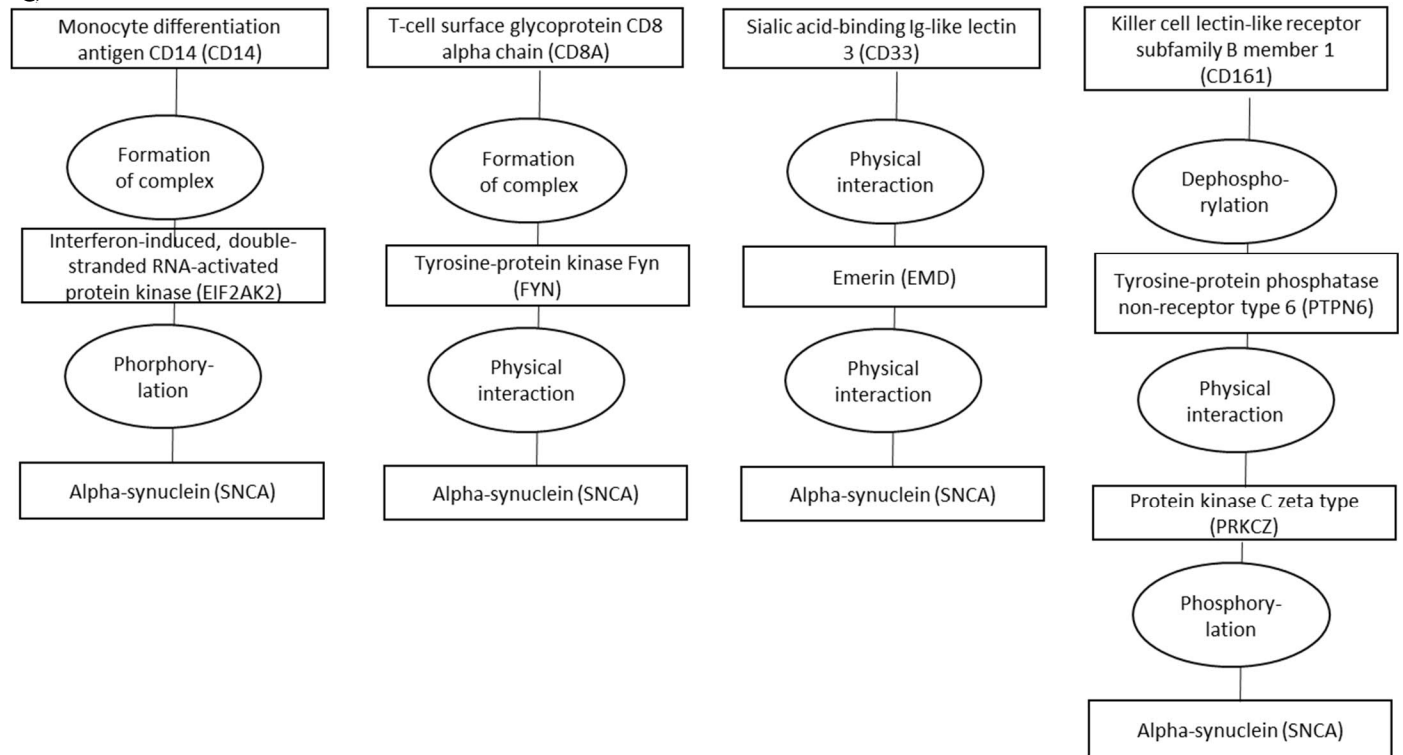 Monocyte differentiation
antigen CD14 (CD14)
Formation
of complex
Interferon-induced, double-
stranded RNA-activated
protein kinase (EIF2AK2)
Phorphory-
lation
Alpha-synuclein (SNCA)
T-cell surface glycoprotein CD8
alpha chain (CD8A)
Formation
of complex
Tyrosine-protein kinase Fyn
(FYN)
Physical
interaction
Alpha-synuclein (SNCA)
Sialic acid-binding Ig-like lectin
3 (CD33)
Physical
interaction
Emerin (EMD)
Physical
interaction
Alpha-synuclein (SNCA)
Killer cell lectin-like receptor
subfamily B member 1
(CD161)
Dephospho-
rylation
Tyrosine-protein phosphatase
non-receptor type 6 (PTPN6)
Physical
interaction
Protein kinase C zeta type
(PRKCZ)
Phosphory-
lation
Alpha-synuclein (SNCA)